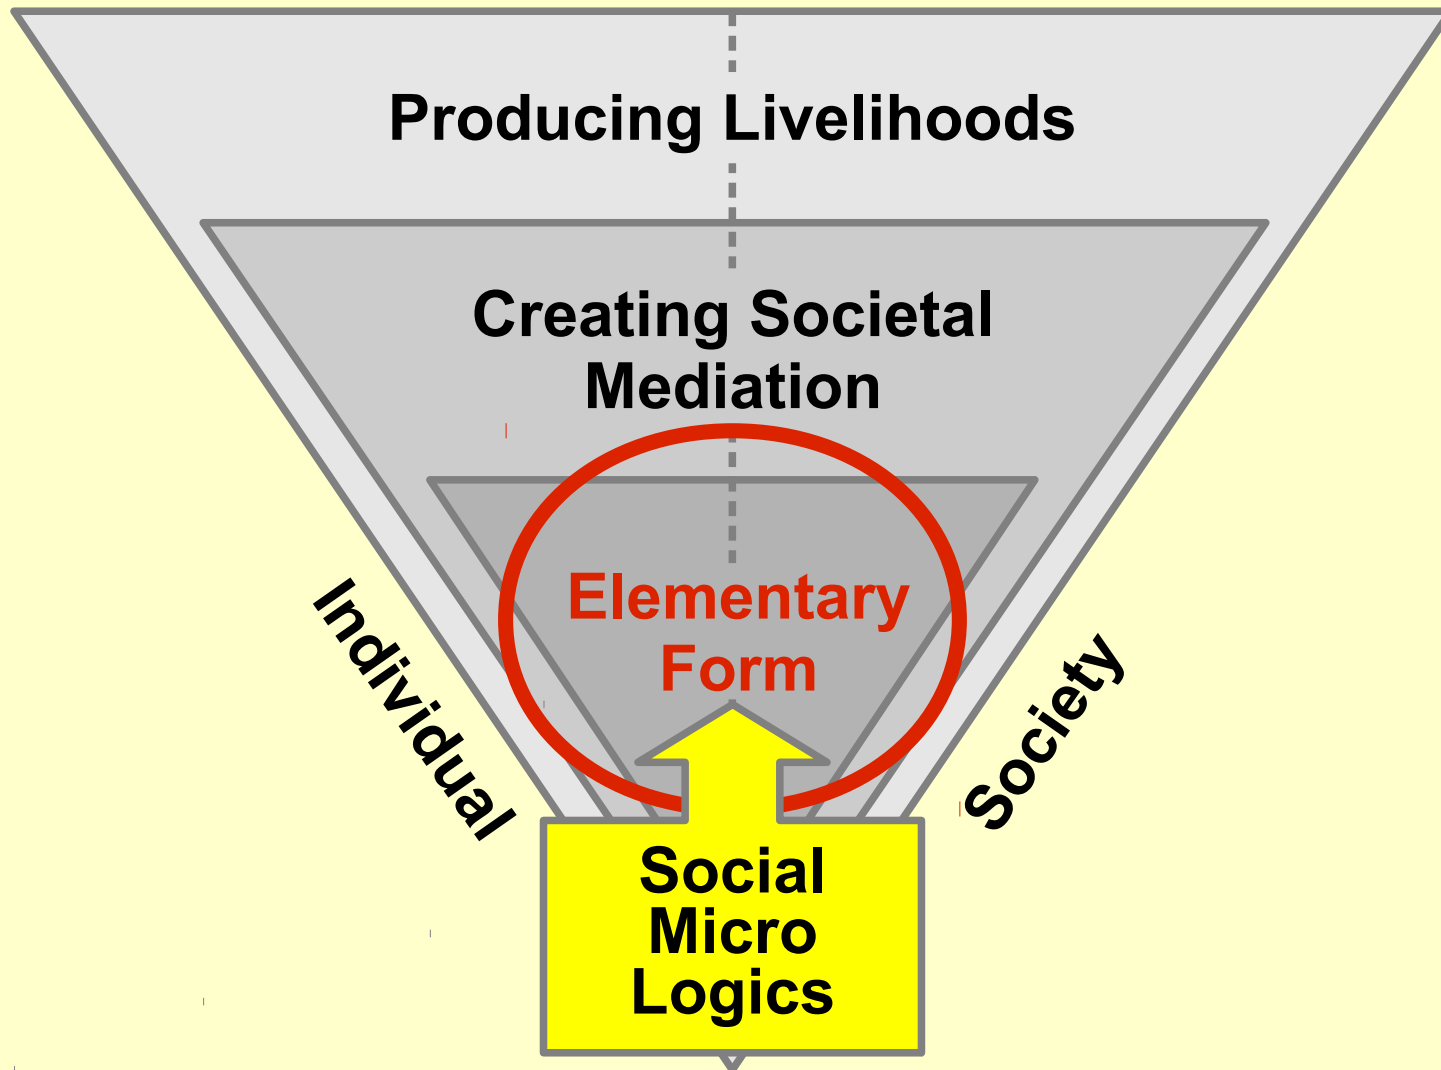 Producing Livelihoods
Creating Societal
Mediation
Elementary
Form
Individual
Society
Social
Micro
Logics